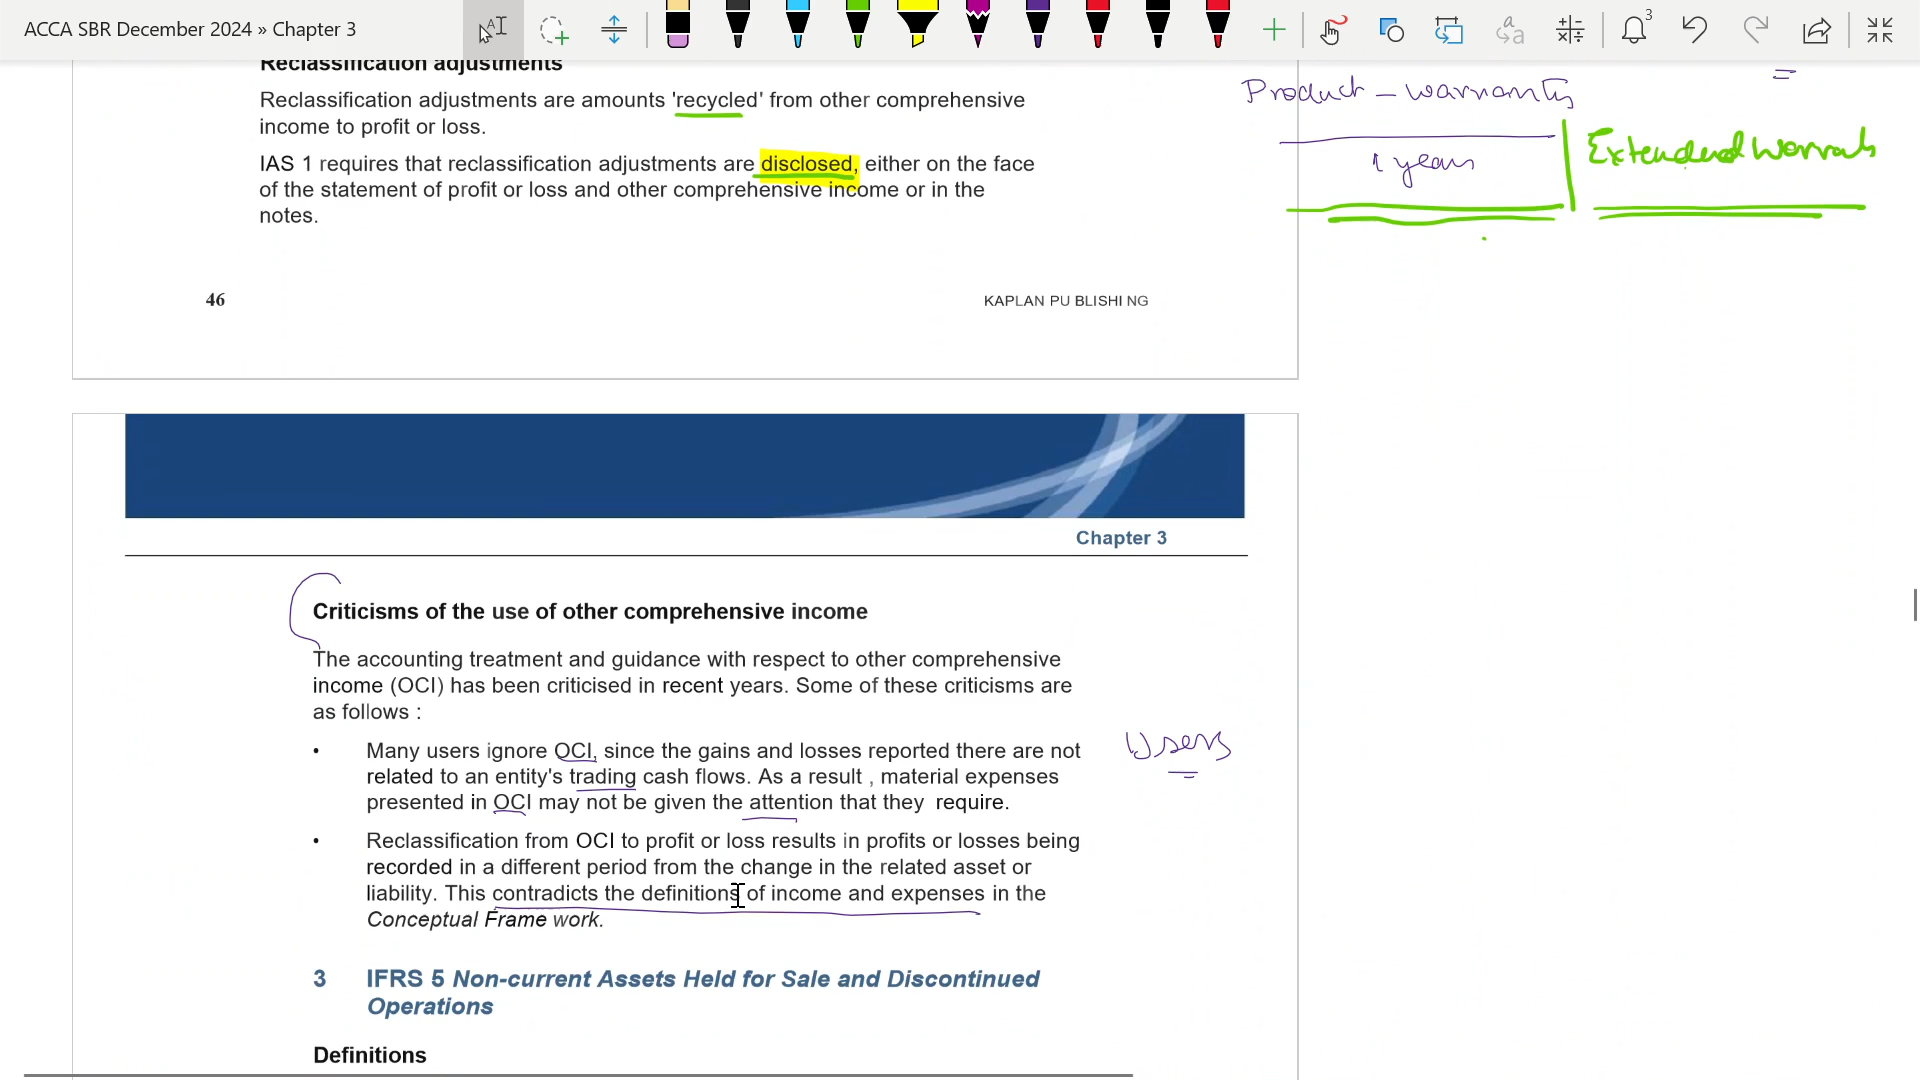 ACCA SBR December 2024 » Chapter 3
3
Reclassification adjustments
Reclassification adjustments are amounts 'recycled' from other comprehensive
income to profit or loss.
IAS 1 requires that reclassification adjustments are disclosed, either on the face
of the statement of profit or loss and other comprehensive income or in the
notes.
Product - warranty
1 years
Extended
46
KAPLAN PU BLISHI NG
Chapter 3
Criticisms of the use of other comprehensive income
The accounting treatment and guidance with respect to other comprehensive
income (OCI) has been criticised in recent years. Some of these criticisms are
as follows :
• Many users ignore OCI, since the gains and losses reported there are not
related to an entity's trading cash flows. As a result , material expenses
presented in OCI may not be given the attention that they require.
Users
• Reclassification from OCI to profit or loss results in profits or losses being
recorded in a different period from the change in the related asset or
liability. This contradicts the definitions of income and expenses in the
Conceptual Frame work.
3 IFRS 5 Non-current Assets Held for Sale and Discontinued
Operations
Definitions